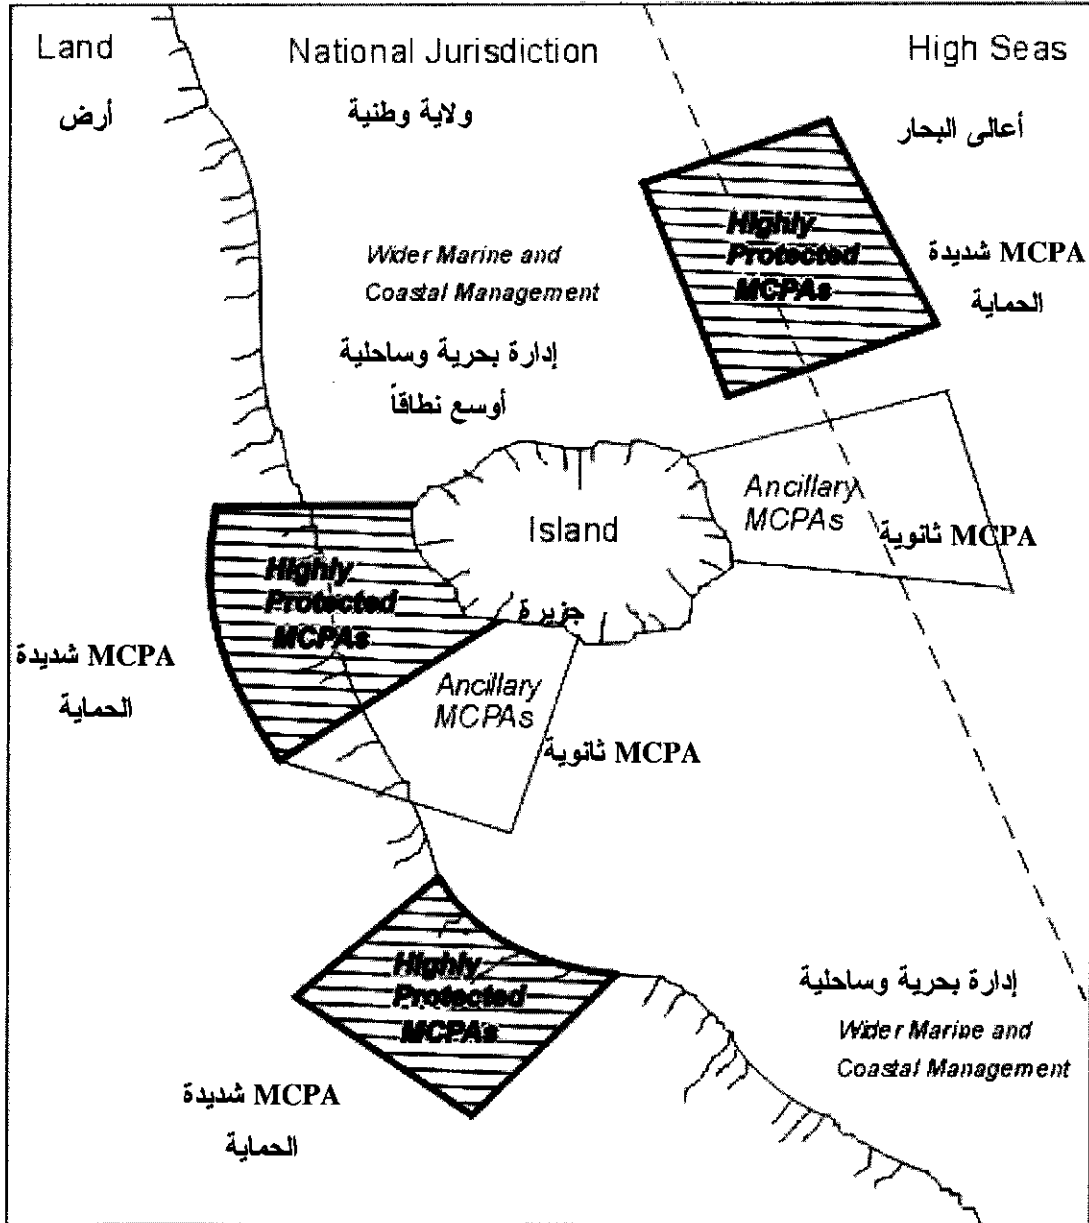 Land
National Jurisdiction
High Seas
أرض
ولاية وطنية
أعالى البحار
Highly
Protected
MCPAs
MCPA شديدة
الحماية
Wider Marine and
Coastal Management
إدارة بحرية وساحلية
أوسع نطاقاً
Ancillary
MCPAs
MCPA ثانوية
Island
جزيرة
Highly
Protected
MCPAs
MCPA شديدة
الحماية
Ancillary
MCPAs
MCPA ثانوية
Highly
Protected
MCPAs
MCPA شديدة
الحماية
إدارة بحرية وساحلية
Wider Marine and
Coastal Management